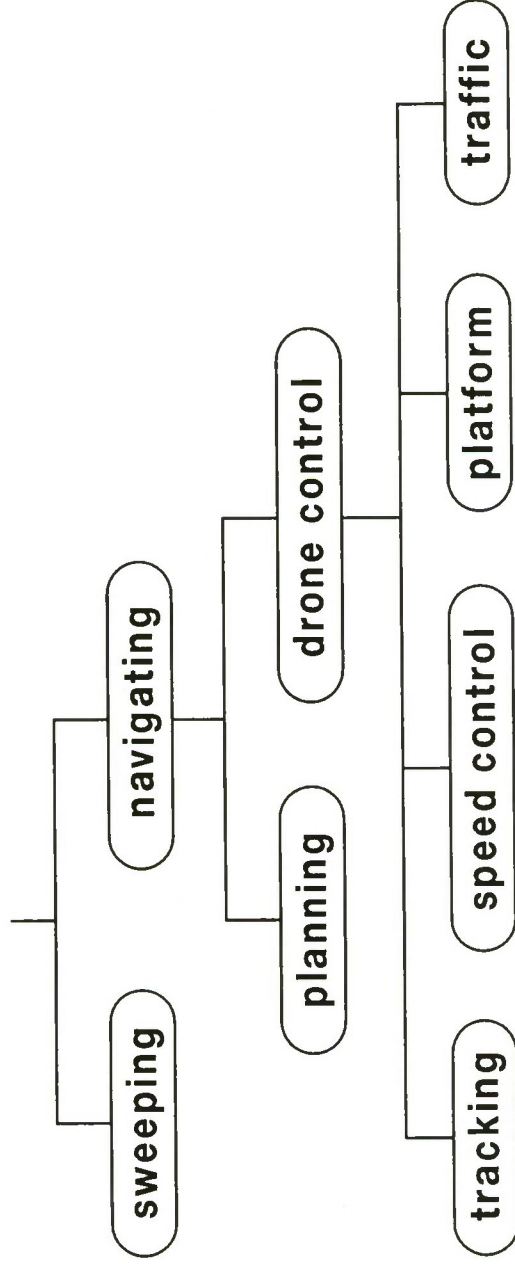 sweeping
navigating
planning
drone control
tracking
speed control
platform
traffic